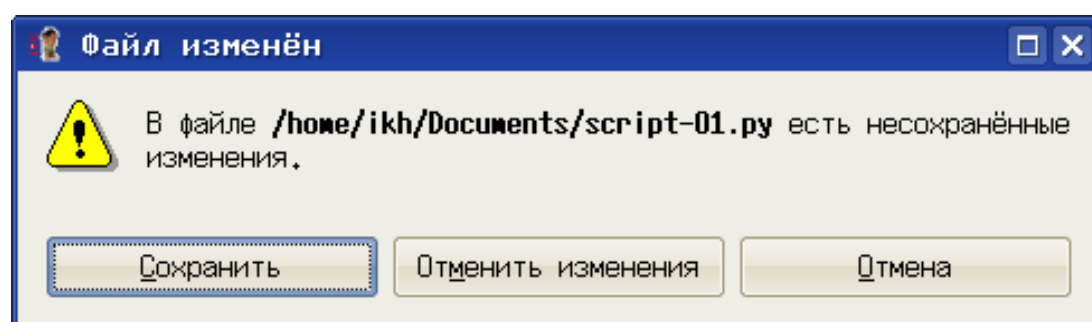 Файл изменён
В файле /home/ikh/Documents/script-01.py есть несохранённые
изменения.
Сохранить Отменить изменения Отмена